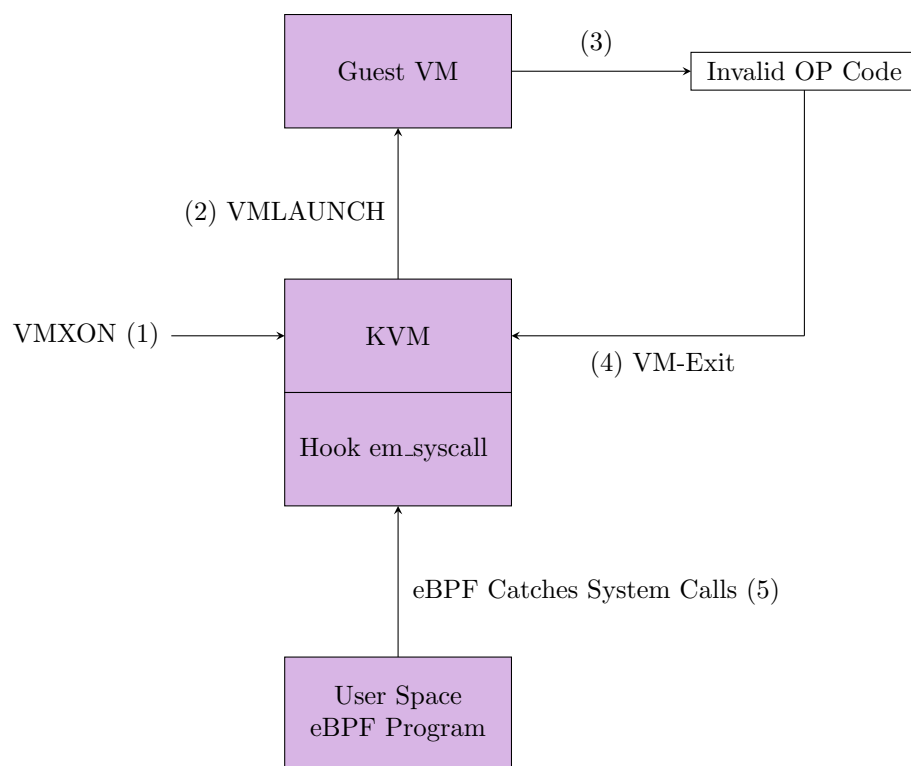 (3)
Guest VM
Invalid OP Code
(2) VMLAUNCH
VMXON (1)
KVM
(4) VM-Exit
Hook em_syscall
eBPF Catches System Calls (5)
User Space
eBPF Program